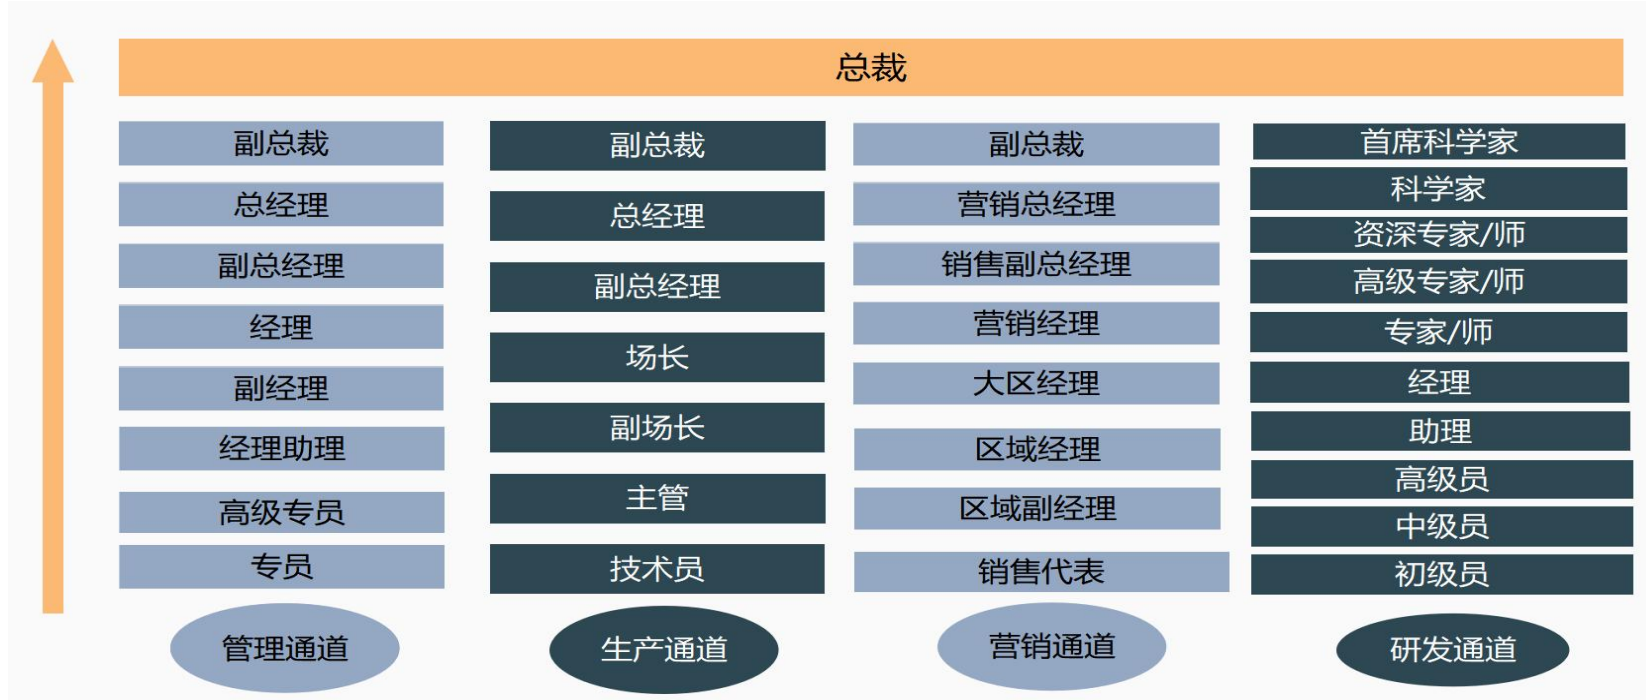 总裁
副总裁
总经理
副总经理
经理
副经理
经理助理
高级专员
专员
管理通道
副总裁
总经理
副总经理
场长
副场长
主管
技术员
生产通道
副总裁
营销总经理
销售副总经理
营销经理
大区经理
区域经理
区域副经理
销售代表
营销通道
首席科学家
科学家
资深专家/师
高级专家/师
专家/师
经理
助理
高级员
中级员
初级员
研发通道